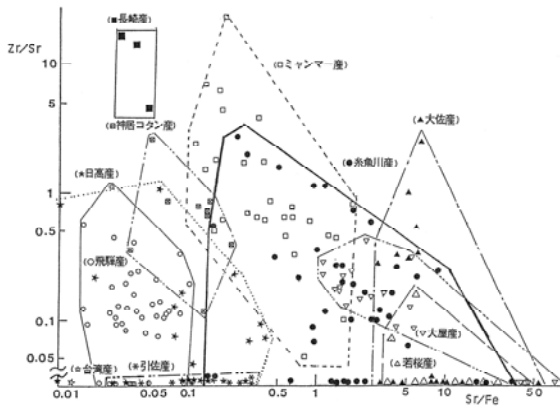 (■長崎産)
Zr/Sr
10
(□ミャンマー産)
5
(▲大佐産)
(⊠神居コタン産)
(✶日高産)
(●糸魚川産)
1
0.5
(○飛騨産)
0.1
(▽大屋産)
0.05
(☆台湾産)
(✳引佐産)
(△若桜産)
0.01
0.05
0.1
0.5
1
5
10
Sr/Fe
50